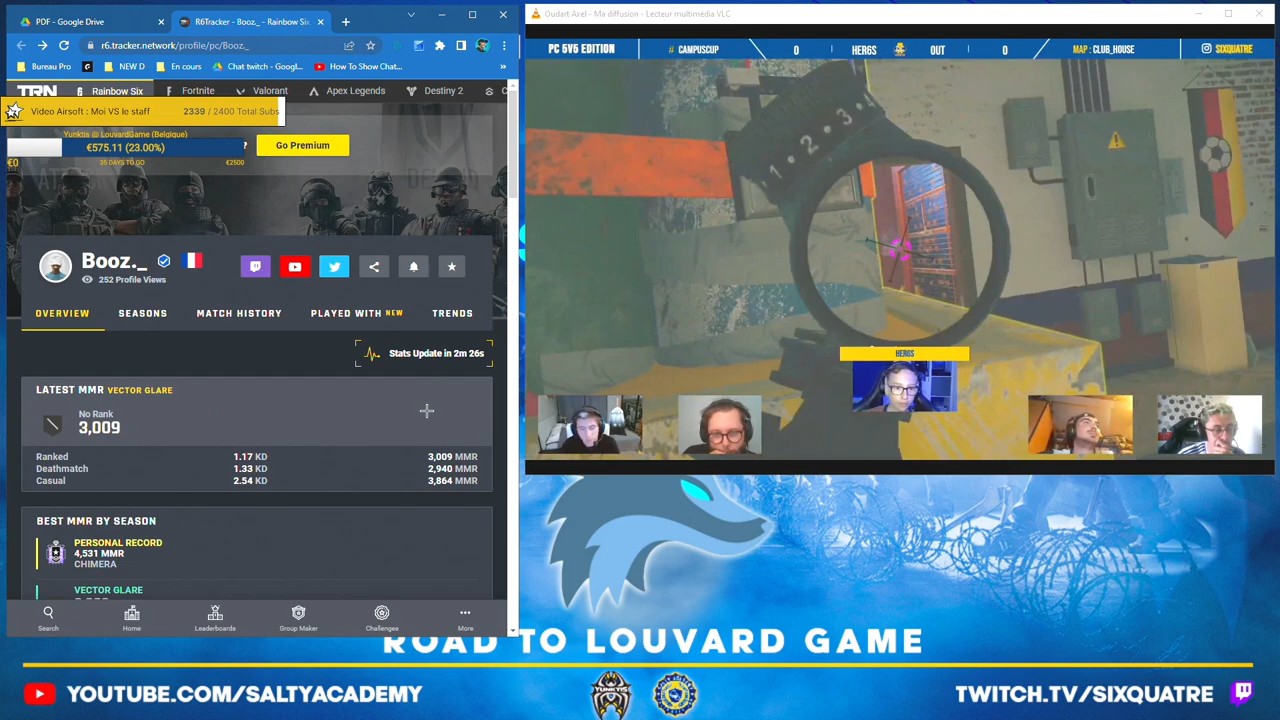 PDF - Google Drive
R6Tracker - Booz._ - Rainbow Six
r6.tracker.network/profile/pc/Booz._
Bureau Pro
NEW D
En cours
Chat twitch - Googl...
How To Show Chat...
TRN
Rainbow Six
Fortnite
Valorant
Apex Legends
Destiny 2
Video Airsoft : Moi VS le staff
2339 / 2400 Total Subs
Yunktis @ LouvardGame (Belgique)
€575.11 (23.00%)
€0
35 DAYS TO GO
€2500
Go Premium
Booz._
252 Profile Views
OVERVIEW
SEASONS
MATCH HISTORY
PLAYED WITH NEW
TRENDS
Stats Update in 2m 26s
LATEST MMR VECTOR GLARE
No Rank
3,009
Ranked 1.17 KD 3,009 MMR
Deathmatch 1.33 KD 2,940 MMR
Casual 2.54 KD 3,864 MMR
BEST MMR BY SEASON
PERSONAL RECORD
4,531 MMR
CHIMERA
VECTOR GLARE
Search
Home
Leaderboards
Group Maker
Challenges
More
Oudart Axel - Ma diffusion - Lecteur multimédia VLC
PC 5V5 EDITION
# CAMPUSCUP
0
HER6S
OUT
0
MAP : CLUB_HOUSE
SIXQUATRE
1 • 2 • 3 •
HER6S
ROAD TO LOUVARD GAME
YOUTUBE.COM/SALTYACADEMY
YUNKTIS
TWITCH.TV/SIXQUATRE